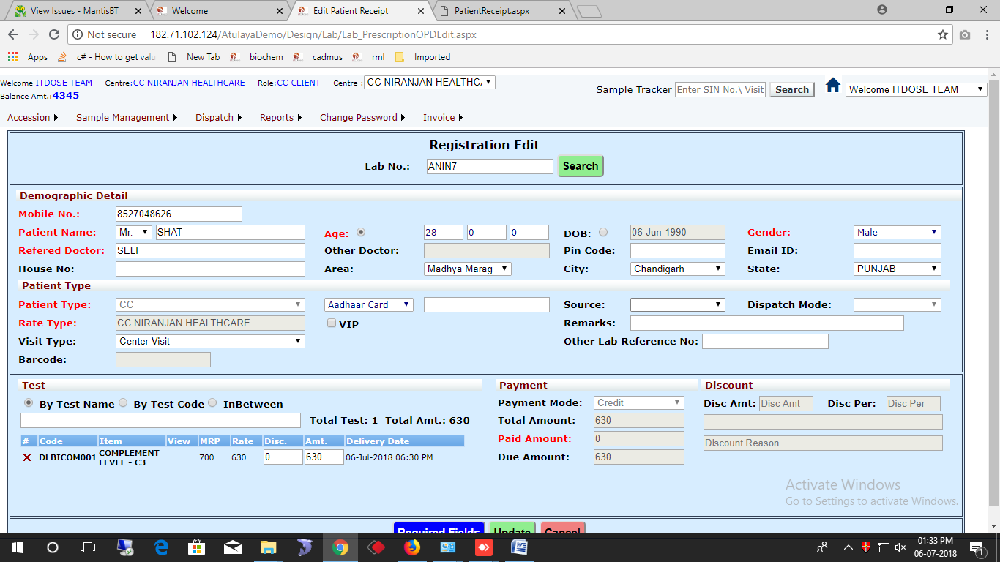 View Issues - MantisBT
Welcome
Edit Patient Receipt
PatientReceipt.aspx
Not secure 182.71.102.124/AtulayaDemo/Design/Lab/Lab_PrescriptionOPDEdit.aspx
Apps c# - How to get valu New Tab biochem cadmus rml Imported
Welcome ITDOSE TEAM Centre:CC NIRANJAN HEALTHCARE Role:CC CLIENT Centre : CC NIRANJAN HEALTHC
Balance Amt.:4345
Sample Tracker Enter SIN No.\ Visit Search Welcome ITDOSE TEAM
Accession Sample Management Dispatch Reports Change Password Invoice
Registration Edit
Lab No.: ANIN7 Search
Demographic Detail
Mobile No.: 8527048626
Patient Name: Mr. SHAT Age: 28 0 0 DOB: 06-Jun-1990 Gender: Male
Refered Doctor: SELF Other Doctor: Pin Code: Email ID:
House No: Area: Madhya Marag City: Chandigarh State: PUNJAB
Patient Type
Patient Type: CC Aadhaar Card Source: Dispatch Mode:
Rate Type: CC NIRANJAN HEALTHCARE VIP Remarks:
Visit Type: Center Visit Other Lab Reference No:
Barcode:
Test Payment Discount
By Test Name By Test Code InBetween Payment Mode: Credit Disc Amt: Disc Amt Disc Per: Disc Per
Total Test: 1 Total Amt.: 630 Total Amount: 630
# Code Item View MRP Rate Disc. Amt. Delivery Date Paid Amount: 0 Discount Reason
DLBICOM001 COMPLEMENT LEVEL - C3 700 630 0 630 06-Jul-2018 06:30 PM Due Amount: 630
Activate Windows
Go to Settings to activate Windows.
Required Fields Update Cancel
01:33 PM
06-07-2018
1